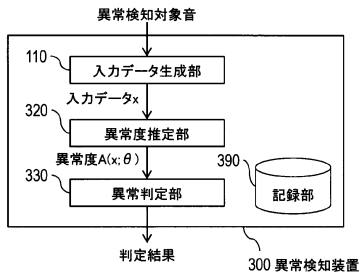 異常検知対象音
110
入力データ生成部
入力データx
320
異常度推定部
異常度A(x;θ)
330
異常判定部
390
記録部
判定結果
300 異常検知装置